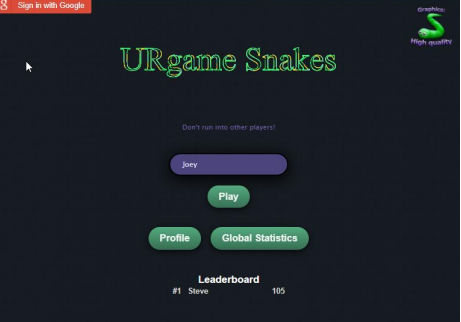 g Sign in with Google
Graphics:
High quality
URgame Snakes
Don't run into other players!
Joey
Play
Profile Global Statistics
Leaderboard
#1 Steve 105